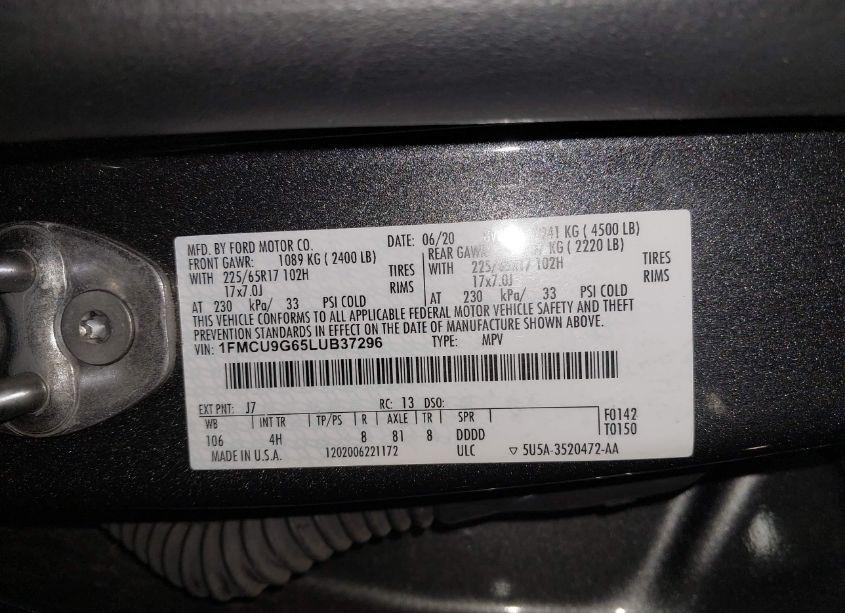 MFD. BY FORD MOTOR CO. DATE: 06/20 241 KG ( 4500 LB)
FRONT GAWR: 1089 KG ( 2400 LB) REAR GAWR KG ( 2220 LB)
WITH 225/65R17 102H TIRES WITH 225/65R17 102H TIRES
17x7.0J RIMS 17x7.0J RIMS
AT 230 kPa/ 33 PSI COLD AT 230 kPa/ 33 PSI COLD
THIS VEHICLE CONFORMS TO ALL APPLICABLE FEDERAL MOTOR VEHICLE SAFETY AND THEFT
PREVENTION STANDARDS IN EFFECT ON THE DATE OF MANUFACTURE SHOWN ABOVE.
VIN: 1FMCU9G65LUB37296 TYPE: MPV
EXT PNT: J7 RC: 13 DSO:
WB INT TR TP/PS R AXLE TR SPR F0142
106 4H 8 81 8 DDDD T0150
MADE IN U.S.A. 1202006221172 ULC ▽ 5U5A-3520472-AA